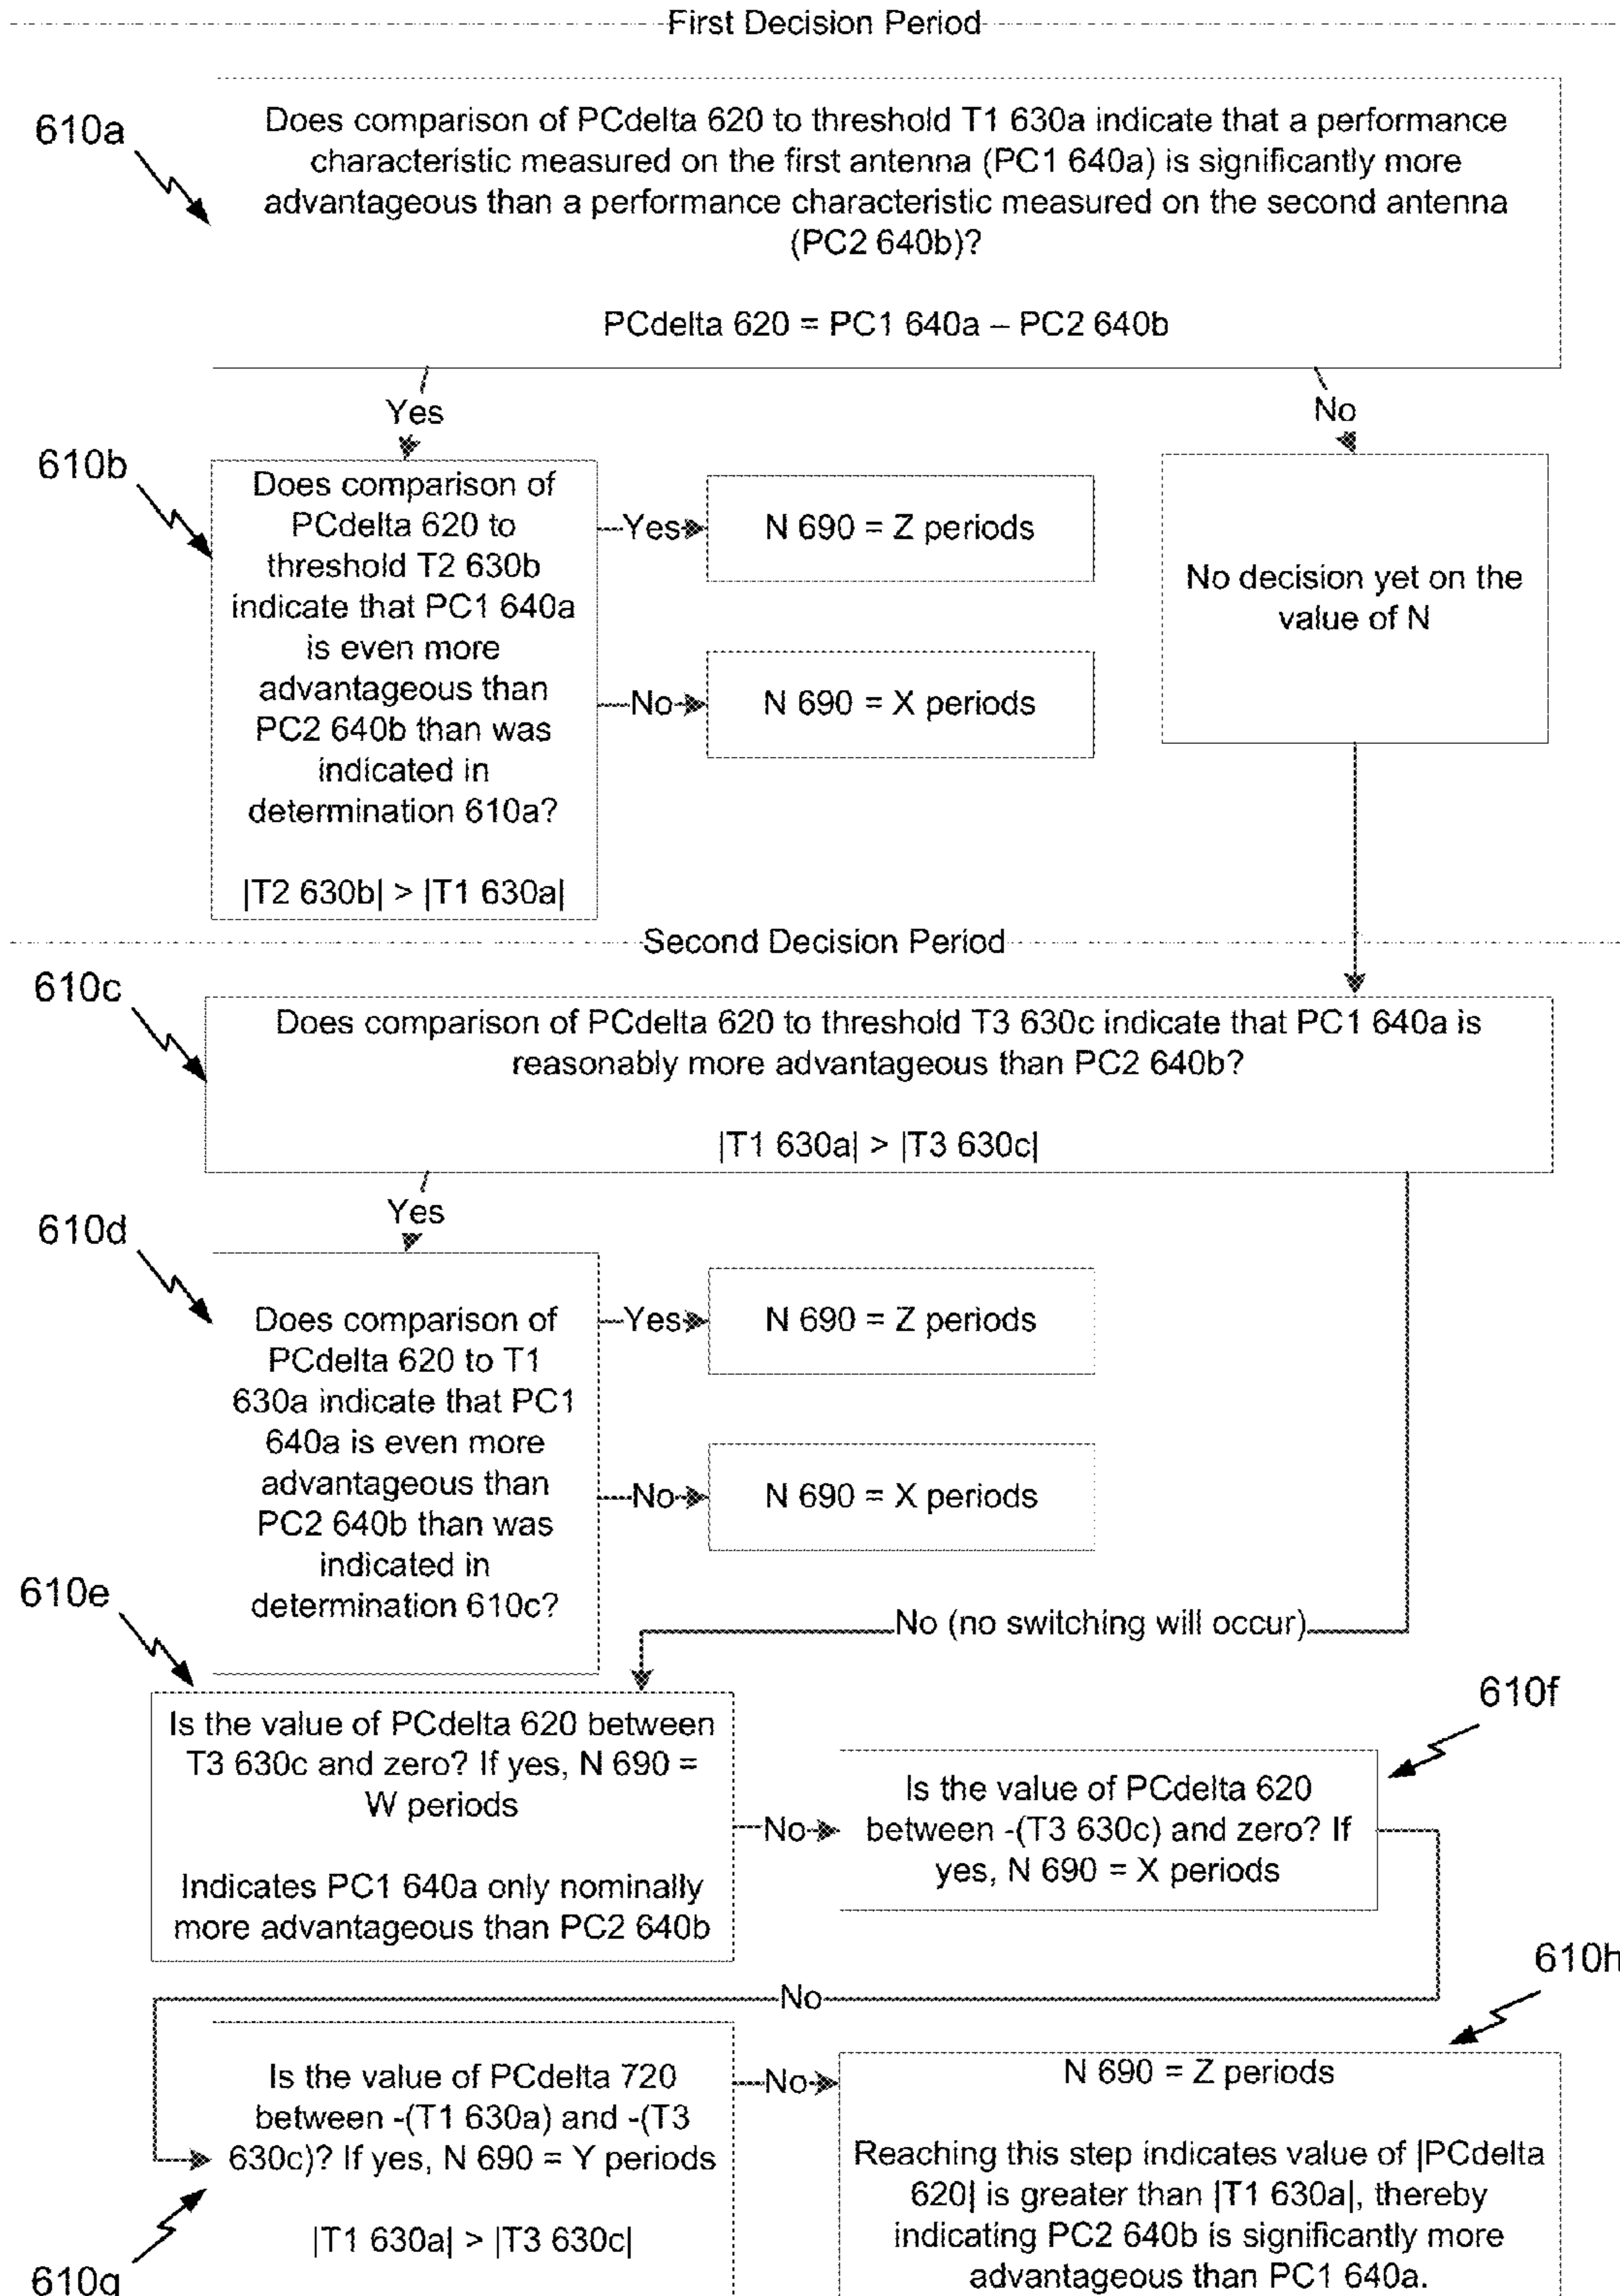 First Decision Period
610a
Does comparison of PCdelta 620 to threshold T1 630a indicate that a performance
characteristic measured on the first antenna (PC1 640a) is significantly more
advantageous than a performance characteristic measured on the second antenna
(PC2 640b)?
PCdelta 620 = PC1 640a – PC2 640b
Yes
No
610b
Does comparison of
PCdelta 620 to
threshold T2 630b
indicate that PC1 640a
is even more
advantageous than
PC2 640b than was
indicated in
determination 610a?
|T2 630b| > |T1 630a|
Yes
N 690 = Z periods
No
N 690 = X periods
No decision yet on the
value of N
Second Decision Period
610c
Does comparison of PCdelta 620 to threshold T3 630c indicate that PC1 640a is
reasonably more advantageous than PC2 640b?
|T1 630a| > |T3 630c|
Yes
610d
Does comparison of
PCdelta 620 to T1
630a indicate that PC1
640a is even more
advantageous than
PC2 640b than was
indicated in
determination 610c?
Yes
N 690 = Z periods
No
N 690 = X periods
No (no switching will occur)
610e
Is the value of PCdelta 620 between
T3 630c and zero? If yes, N 690 =
W periods
Indicates PC1 640a only nominally
more advantageous than PC2 640b
No
610f
Is the value of PCdelta 620
between -(T3 630c) and zero? If
yes, N 690 = X periods
No
610g
Is the value of PCdelta 720
between -(T1 630a) and -(T3
630c)? If yes, N 690 = Y periods
|T1 630a| > |T3 630c|
No
610h
N 690 = Z periods
Reaching this step indicates value of |PCdelta
620| is greater than |T1 630a|, thereby
indicating PC2 640b is significantly more
advantageous than PC1 640a.